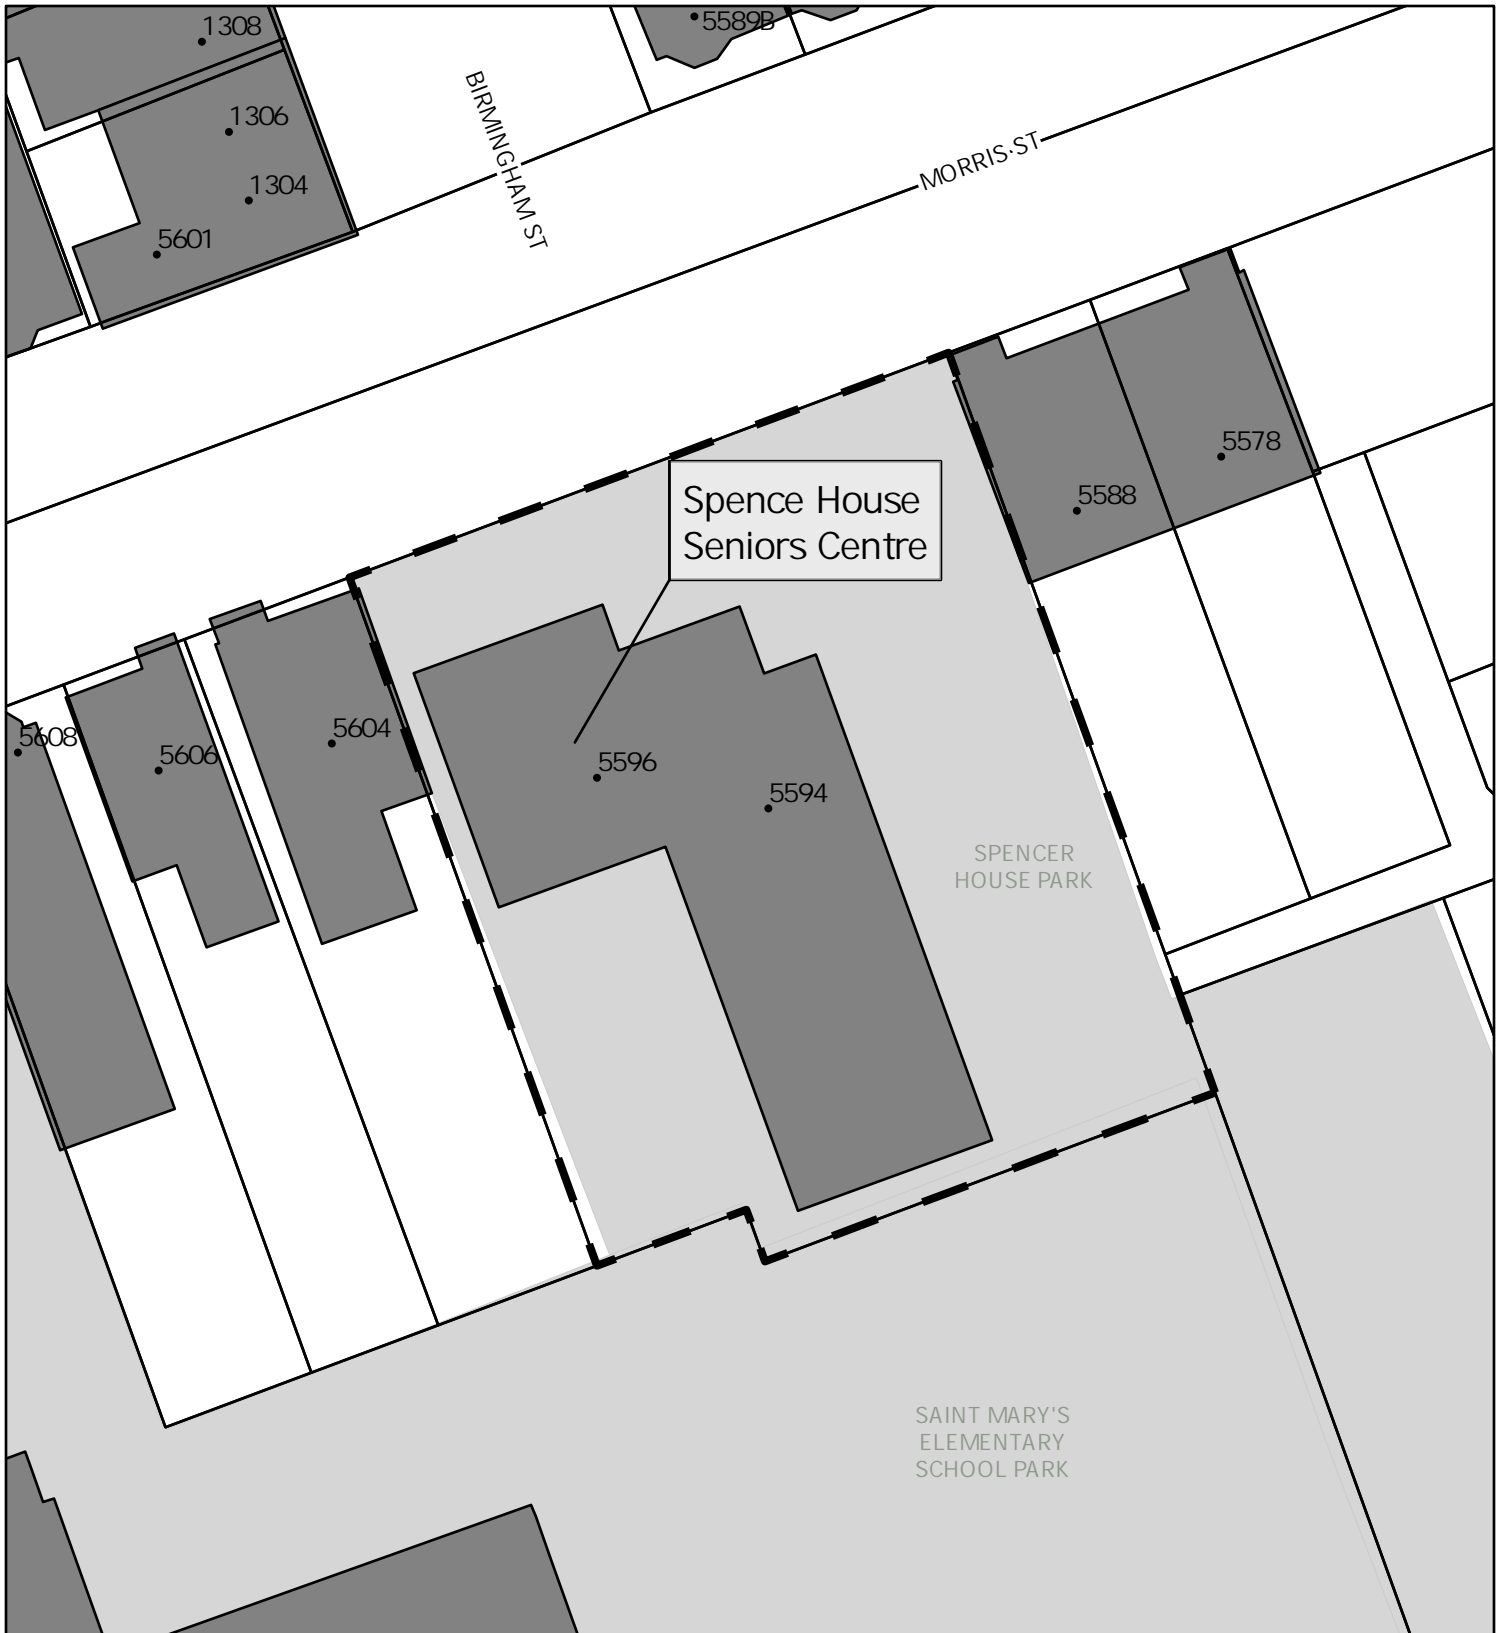 1308
5589B
1306
BIRMINGHAM ST
MORRIS ST
1304
5601
5578
5588
Spence House
Seniors Centre
5608
5606
5604
5596
5594
SPENCER
HOUSE PARK
SAINT MARY'S
ELEMENTARY
SCHOOL PARK